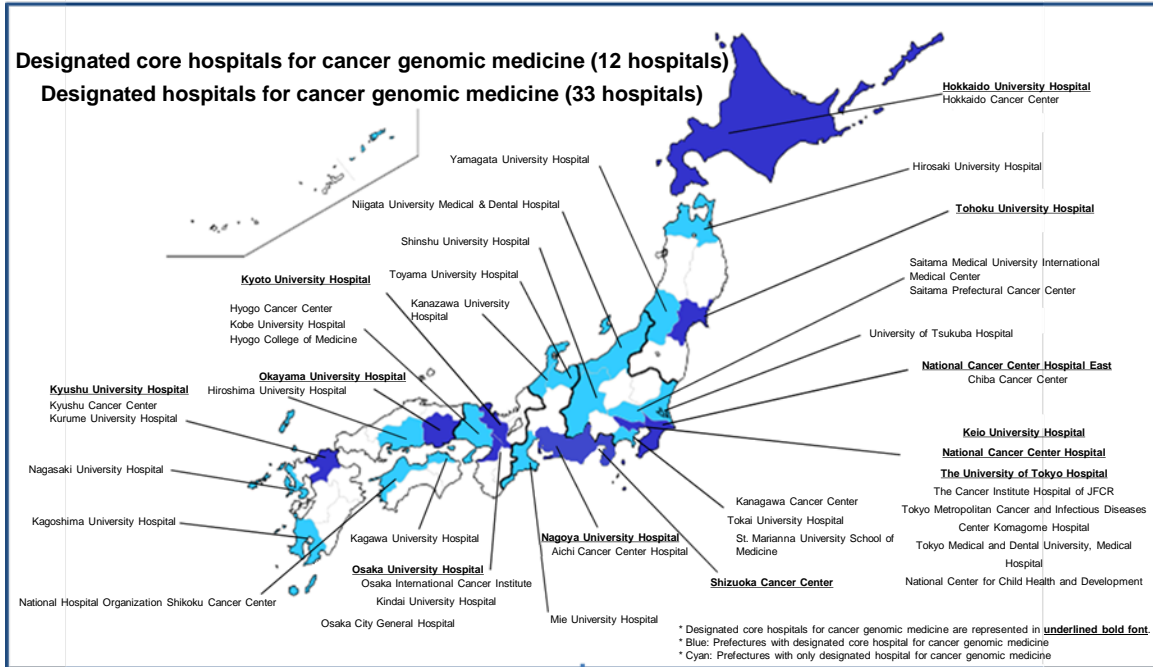 Designated core hospitals for cancer genomic medicine (12 hospitals)
Designated hospitals for cancer genomic medicine (33 hospitals)
Hokkaido University Hospital
Hokkaido Cancer Center
Yamagata University Hospital
Hirosaki University Hospital
Niigata University Medical & Dental Hospital
Tohoku University Hospital
Shinshu University Hospital
Saitama Medical University International
Medical Center
Saitama Prefectural Cancer Center
Kyoto University Hospital
Toyama University Hospital
Kanazawa University
Hospital
Hyogo Cancer Center
Kobe University Hospital
Hyogo College of Medicine
University of Tsukuba Hospital
National Cancer Center Hospital East
Chiba Cancer Center
Okayama University Hospital
Hiroshima University Hospital
Kyushu University Hospital
Kyushu Cancer Center
Kurume University Hospital
Keio University Hospital
National Cancer Center Hospital
The University of Tokyo Hospital
The Cancer Institute Hospital of JFCR
Tokyo Metropolitan Cancer and Infectious Diseases
Center Komagome Hospital
Tokyo Medical and Dental University, Medical
Hospital
National Center for Child Health and Development
Nagasaki University Hospital
Kagoshima University Hospital
Kanagawa Cancer Center
Tokai University Hospital
St. Marianna University School of
Medicine
Kagawa University Hospital
Nagoya University Hospital
Aichi Cancer Center Hospital
Osaka University Hospital
Osaka International Cancer Institute
Kindai University Hospital
Osaka City General Hospital
Shizuoka Cancer Center
National Hospital Organization Shikoku Cancer Center
Mie University Hospital
* Designated core hospitals for cancer genomic medicine are represented in underlined bold font.
* Blue: Prefectures with designated core hospital for cancer genomic medicine
* Cyan: Prefectures with only designated hospital for cancer genomic medicine